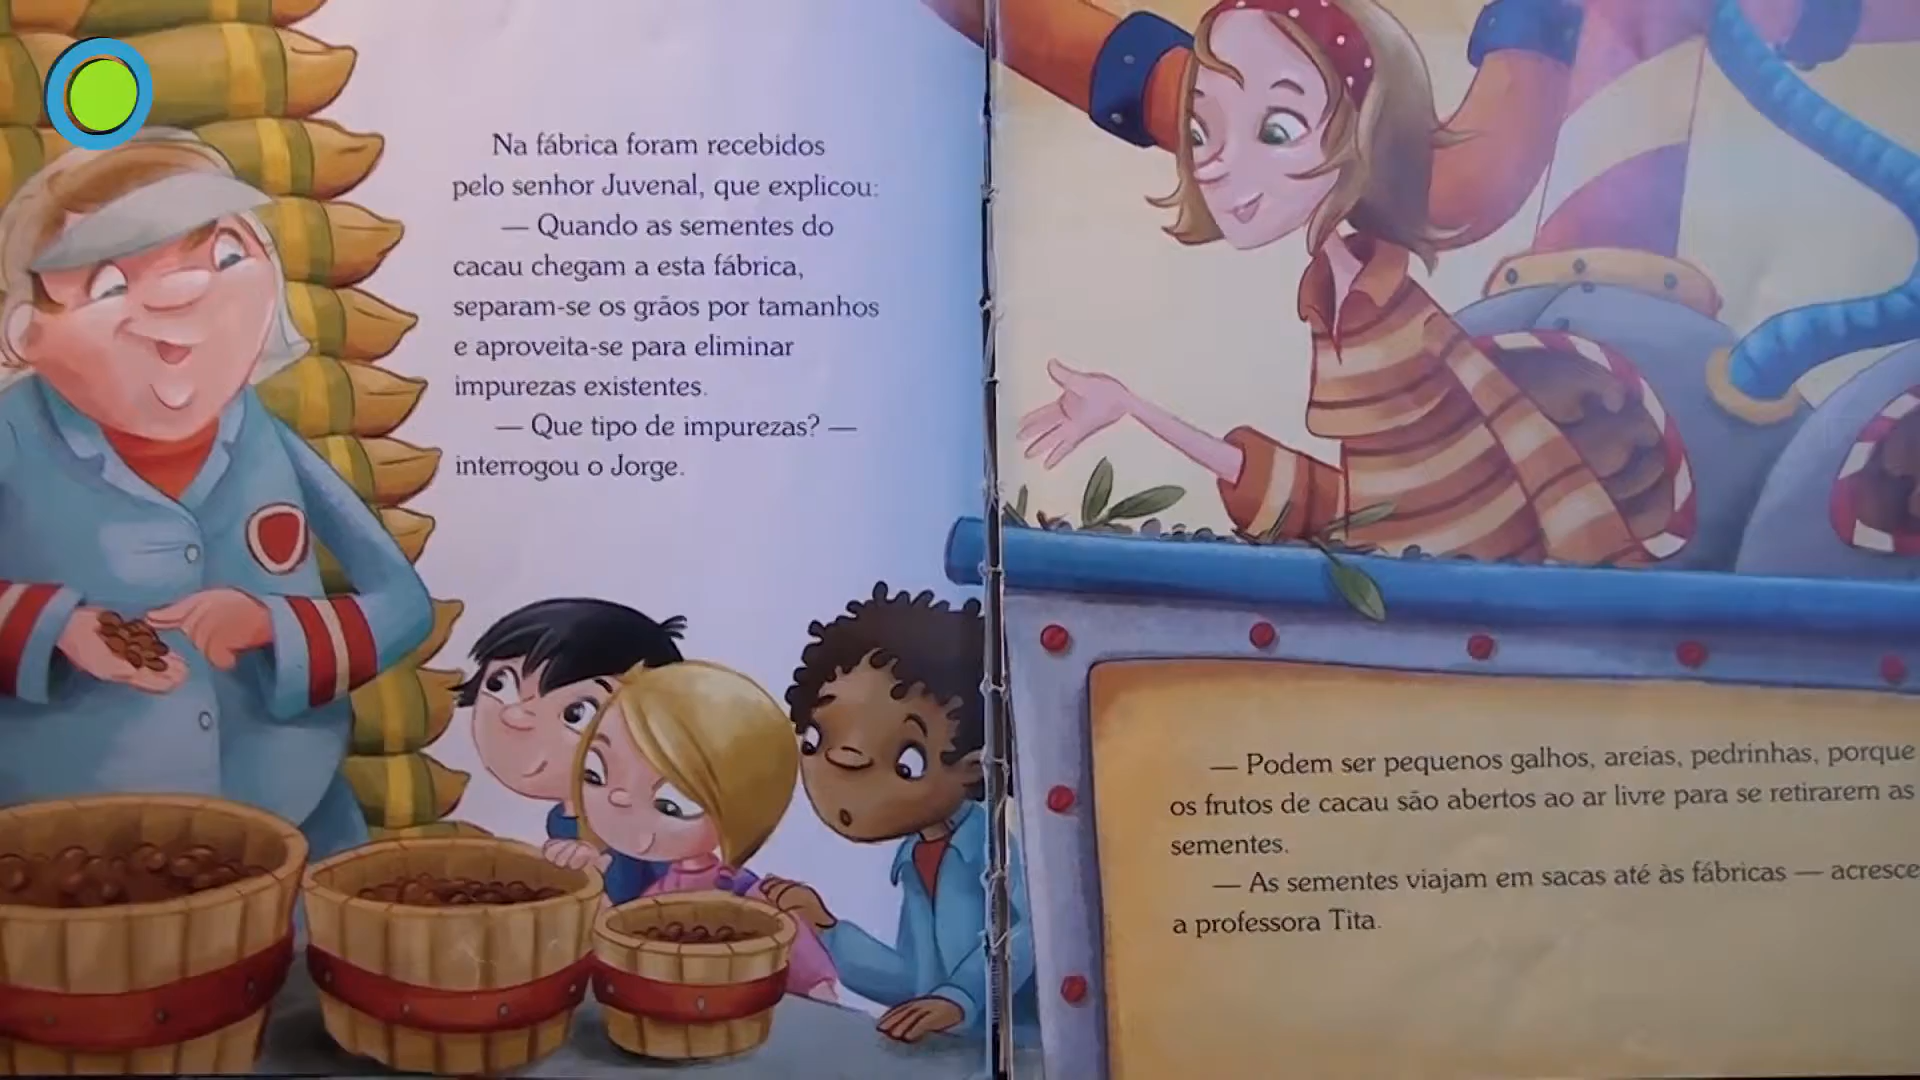 Na fábrica foram recebidos
pelo senhor Juvenal, que explicou:
— Quando as sementes do
cacau chegam a esta fábrica,
separam-se os grãos por tamanhos
e aproveita-se para eliminar
impurezas existentes.
— Que tipo de impurezas? —
interrogou o Jorge.
— Podem ser pequenos galhos, areias, pedrinhas, porque
os frutos de cacau são abertos ao ar livre para se retirarem as
sementes.
— As sementes viajam em sacas até às fábricas — acresce
a professora Tita.